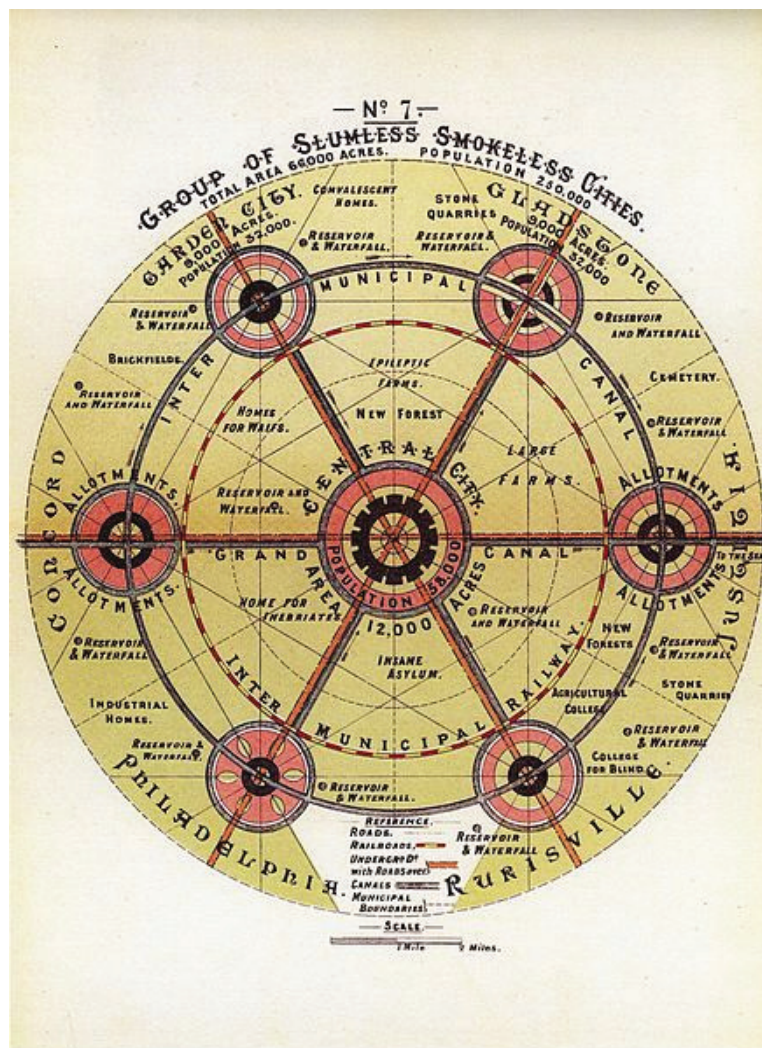 — Nº 7. —
GROUP OF SLUMLESS SMOKELESS CITIES.
TOTAL AREA 66,000 ACRES. POPULATION 250,000
GARDEN CITY.
9,000 ACRES.
POPULATION 32,000.
CONVALESCENT
HOMES.
STONE
QUARRIES
GLADSTONE
9,000 ACRES.
POPULATION
32,000
RESERVOIR
& WATERFALL.
RESERVOIR &
WATERFALL.
RESERVOIR
& WATERFALL
INTER MUNICIPAL CANAL
RESERVOIR
AND WATERFALL
BRICKFIELDS
EPILEPTIC
FARMS.
CEMETERY.
RESERVOIR
AND WATERFALL
HOMES
FOR WAIFS.
NEW FOREST
RESERVOIR
& WATERFALL
LARGE
FARMS.
CENTRAL CITY.
CONCORD
ALLOTMENTS,
RESERVOIR AND
WATERFALL.
ALLOTMENTS
JUSTITIA
GRAND CANAL
TO THE SEA
POPULATION 58,000
AREA 12,000 ACRES
ALLOTMENTS.
ALLOTMENTS
HOME FOR
INEBRIATES.
RESERVOIR
AND WATERFALL
NEW
FORESTS
RESERVOIR
& WATERFALL
RESERVOIR
& WATERFALL
INSANE
ASYLUM.
STONE
QUARRIES
INTER MUNICIPAL RAILWAY.
AGRICULTURAL
COLLEGE
INDUSTRIAL
HOMES.
RESERVOIR
& WATERFALL
RESERVOIR &
WATERFALL.
COLLEGE
FOR BLIND.
RESERVOIR
& WATERFALL.
PHILADELPHIA.
RURISVILLE
REFERENCE.
ROADS.
RAILROADS,
UNDERGRD Dº
with ROADS over
CANALS
MUNICIPAL
BOUNDARIES
RESERVOIR
& WATERFALL
— SCALE. —
1 Mile 2 Miles.